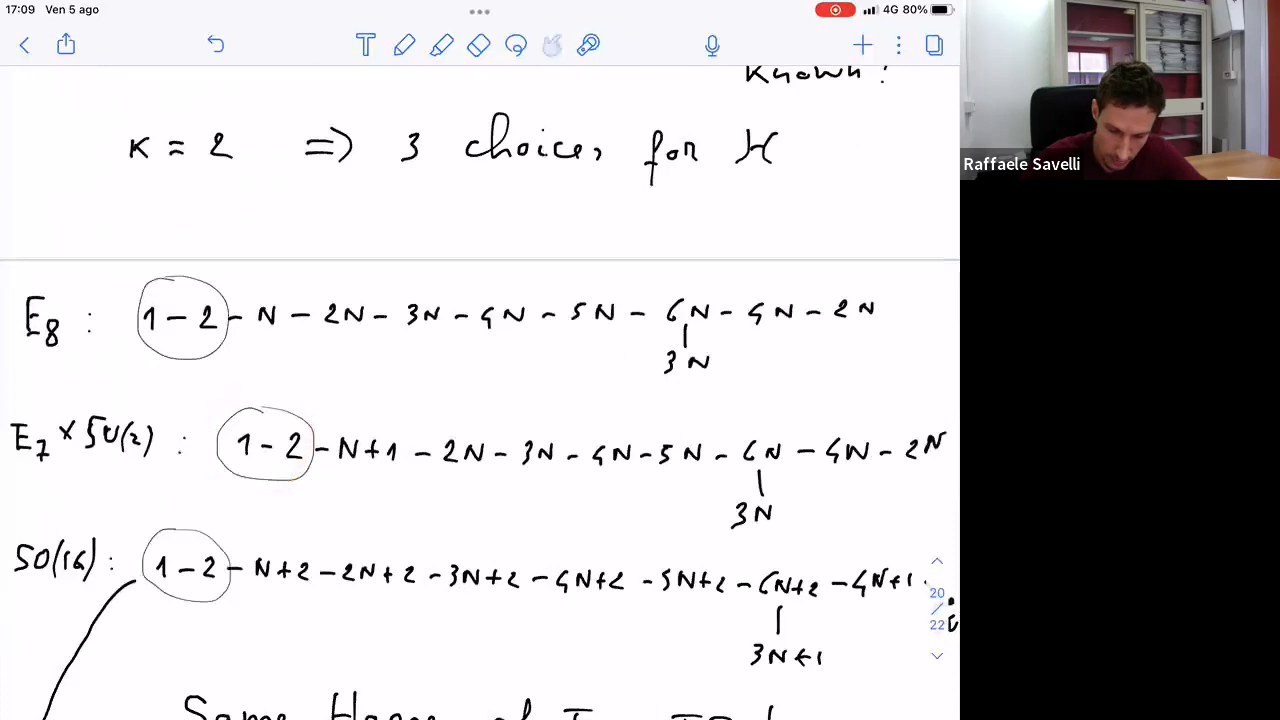 17:09 Ven 5 ago
4G 80%
Known!
K = 2 => 3 choices for H
Raffaele Savelli
E8 : 1 - 2 - N - 2N - 3N - 4N - 5N - 6N - 4N - 2N
3N
E7 × SU(2) : 1 - 2 - N+1 - 2N - 3N - 4N - 5N - 6N - 4N - 2N
3N
SO(16) : 1 - 2 - N+2 - 2N+2 - 3N+2 - 4N+2 - 5N+2 - 6N+2 - 4N+1
3N+1
20 / 22
Same